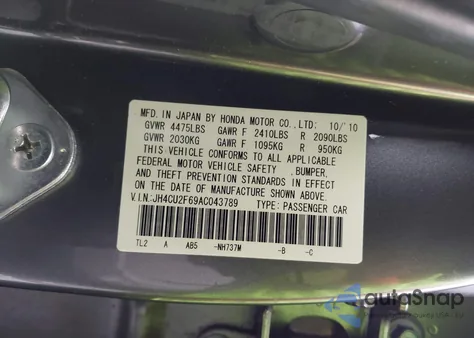 MFD. IN JAPAN BY HONDA MOTOR CO.,LTD: 10/'10
GVWR 4475LBS GAWR F 2410LBS R 2090LBS
GVWR 2030KG GAWR F 1095KG R 950KG
THIS VEHICLE CONFORMS TO ALL APPLICABLE
FEDERAL MOTOR VEHICLE SAFETY ,BUMPER,
AND THEFT PREVENTION STANDARDS IN EFFECT
ON THE DATE OF MANUFACTURE SHOWN ABOVE.
V.I.N.:JH4CU2F69AC043789 TYPE: PASSENGER CAR
TL2 A AB5 -NH737M -B -C
autoSnap